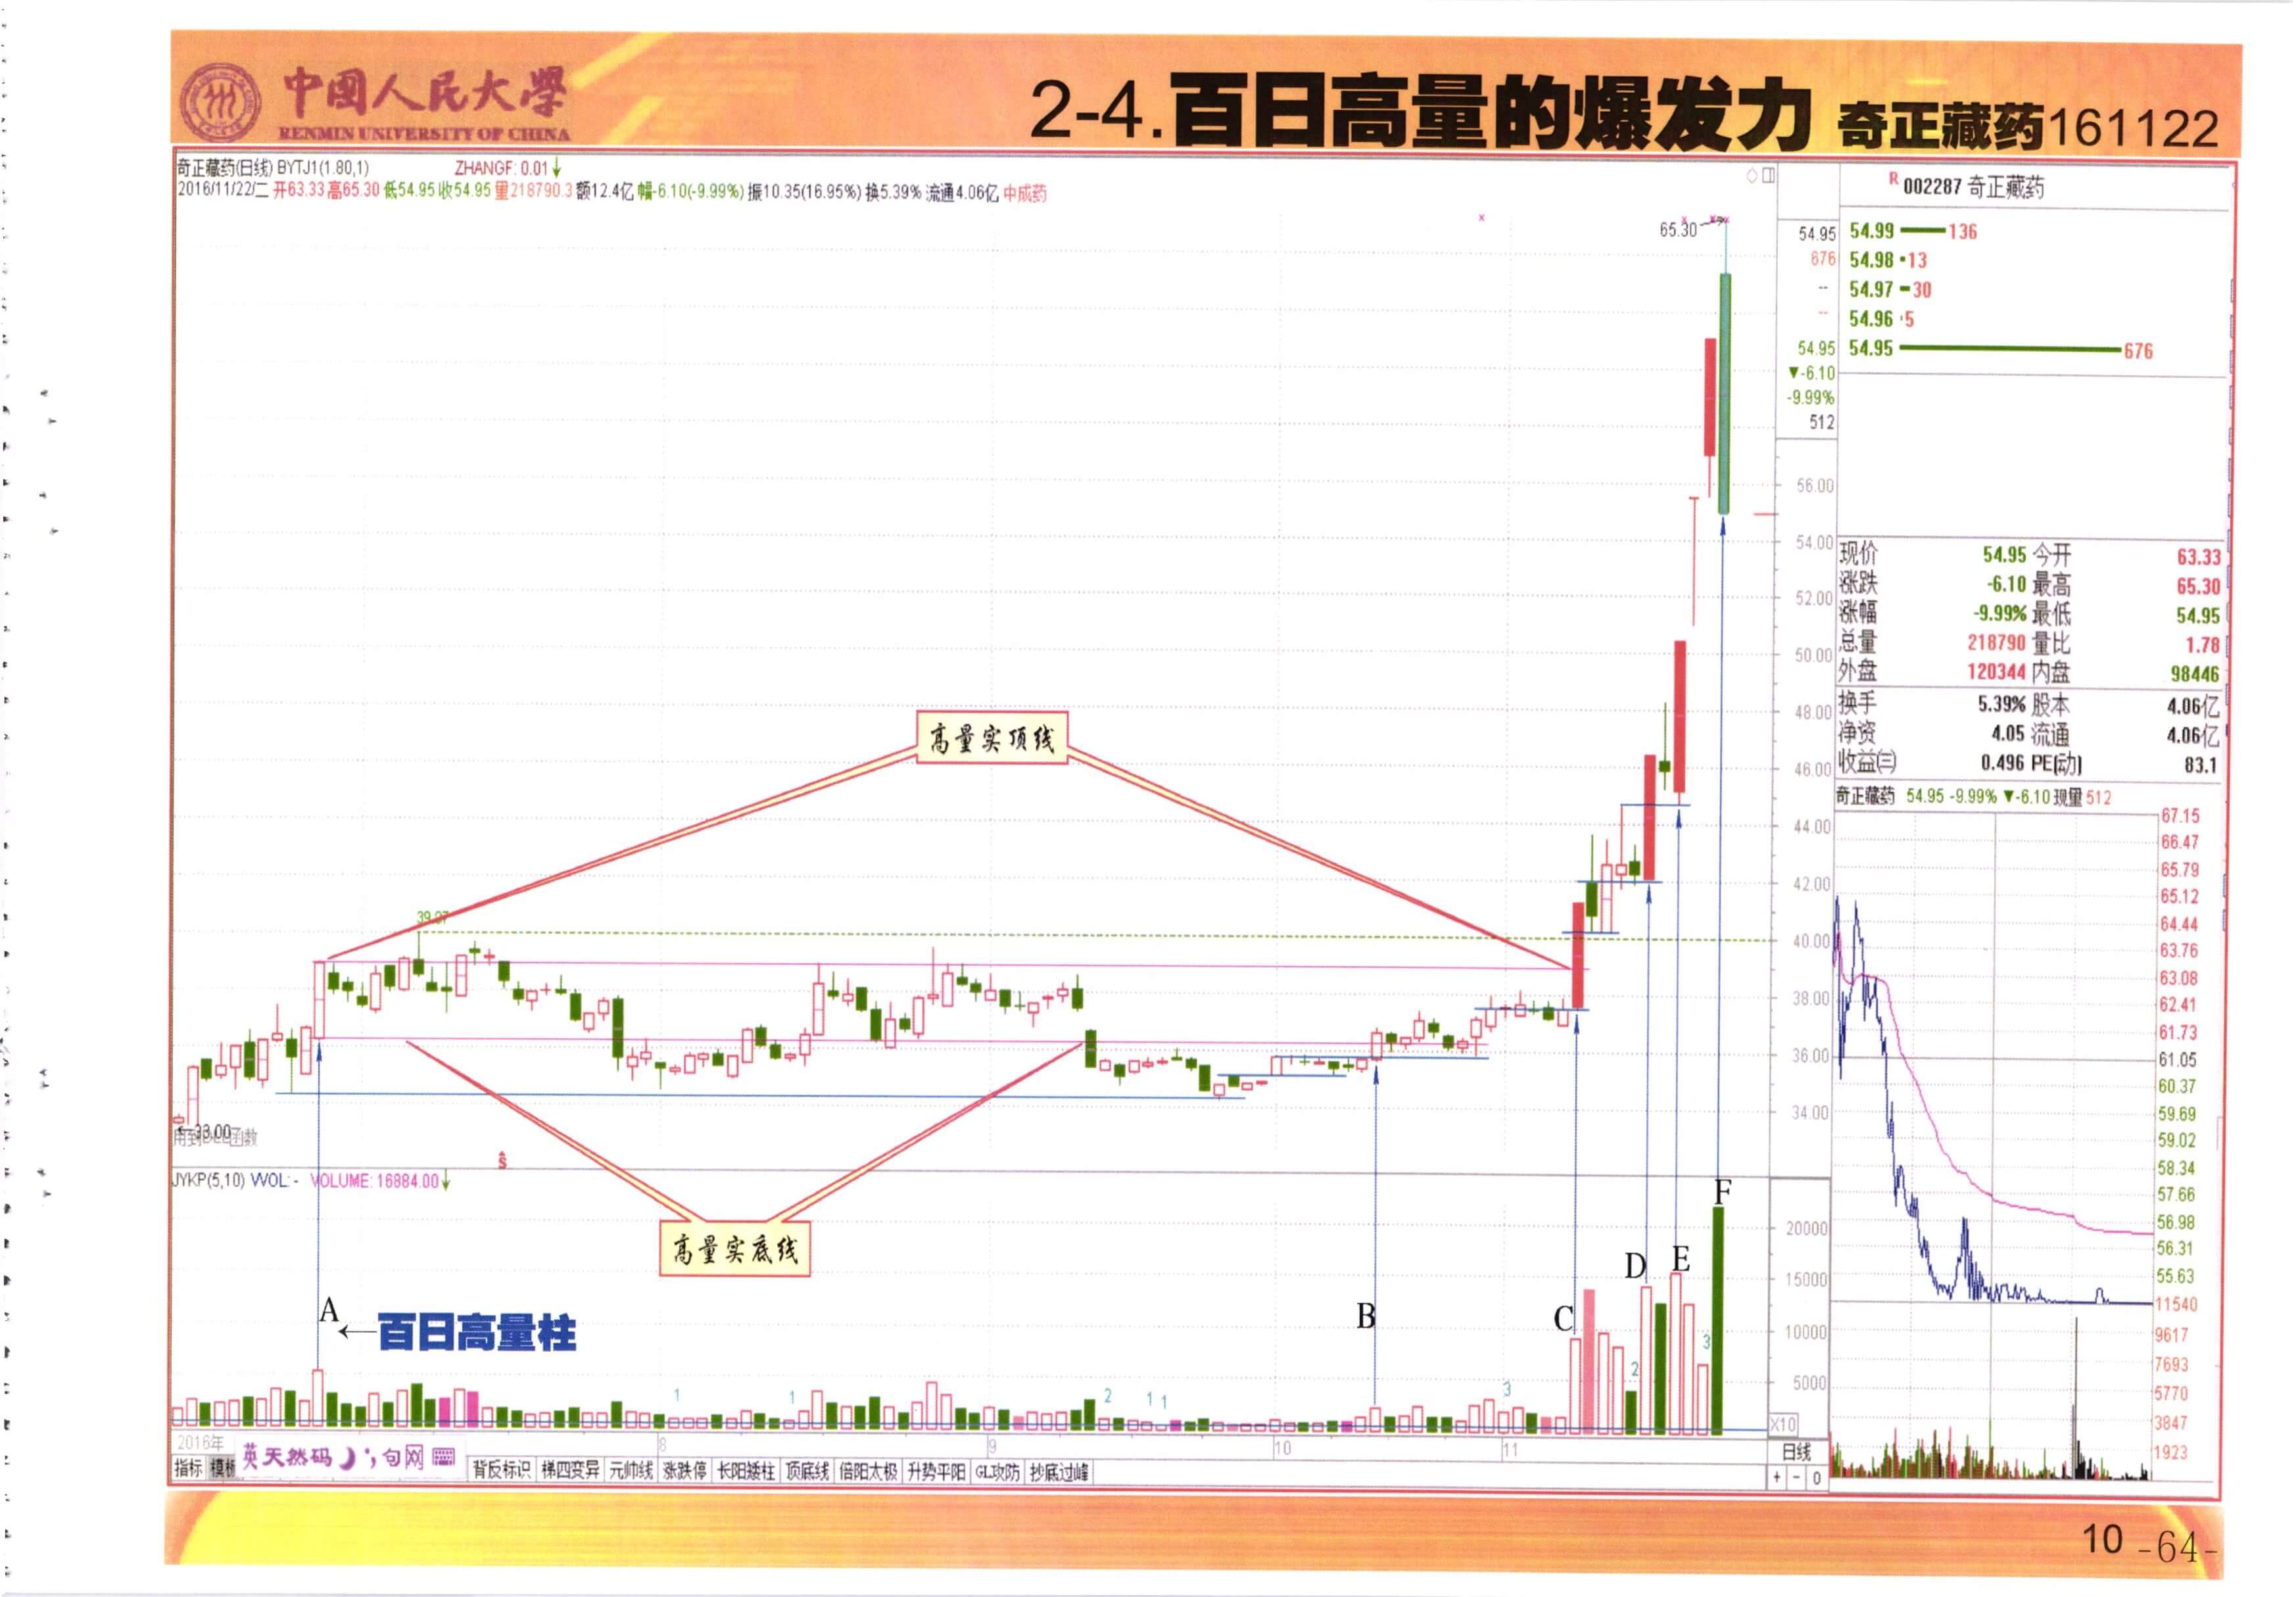 中国人民大学
RENMIN UNIVERSITY OF CHINA
2-4.百日高量的爆发力 奇正藏药161122
奇正藏药(日线) BYTJ1(1.80,1) ZHANGF: 0.01↓
2016/11/22/二 开63.33 高65.30 低54.95 收54.95 量218790.3 额12.4亿 幅-6.10(-9.99%) 振10.35(16.95%) 换5.39% 流通4.06亿 中成药
65.30
高量实顶线
39.97
33.00
高量实底线
JYKP(5,10) VVOL: - VOLUME: 16884.00↓
A
←百日高量柱
B
C
D
E
F
1
1
2
1 1
3
2
3
54.95
676
--
--
54.95
▼-6.10
-9.99%
512
56.00
54.00
52.00
50.00
48.00
46.00
44.00
42.00
40.00
38.00
36.00
34.00
20000
15000
10000
5000
X10
2016年
8
9
10
11
日线
指标
英天然码
句网
背反标识 梯四变异 元帅线 涨跌停 长阳矮柱 顶底线 倍阳太极 升势平阳 GL攻防 抄底过峰
+ - 0
R 002287 奇正藏药
54.99 136
54.98 13
54.97 30
54.96 5
54.95 676
现价 54.95 今开 63.33
涨跌 -6.10 最高 65.30
涨幅 -9.99% 最低 54.95
总量 218790 量比 1.78
外盘 120344 内盘 98446
换手 5.39% 股本 4.06亿
净资 4.05 流通 4.06亿
收益(三) 0.496 PE(动) 83.1
奇正藏药 54.95 -9.99% ▼-6.10 现量 512
67.15
66.47
65.79
65.12
64.44
63.76
63.08
62.41
61.73
61.05
60.37
59.69
59.02
58.34
57.66
56.98
56.31
55.63
11540
9617
7693
5770
3847
1923
10 -64-